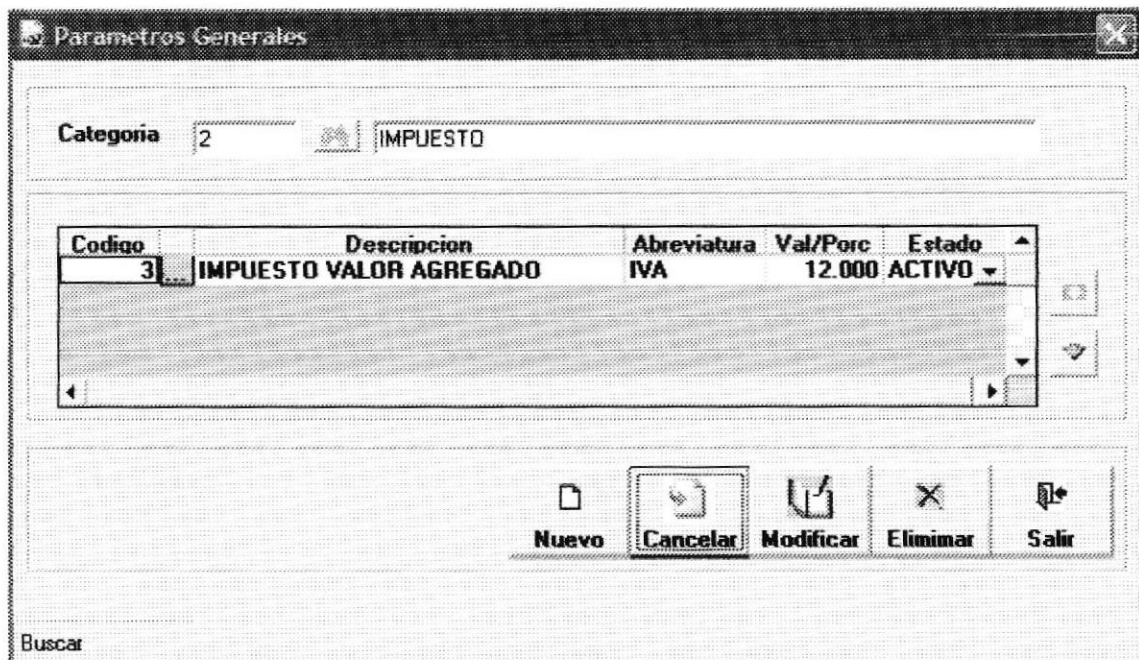 Parametros Generales
Categoria 2 IMPUESTO
Codigo Descripcion Abreviatura Val/Porc Estado
3 ... IMPUESTO VALOR AGREGADO IVA 12.000 ACTIVO
Nuevo Cancelar Modificar Elimimar Salir
Buscar